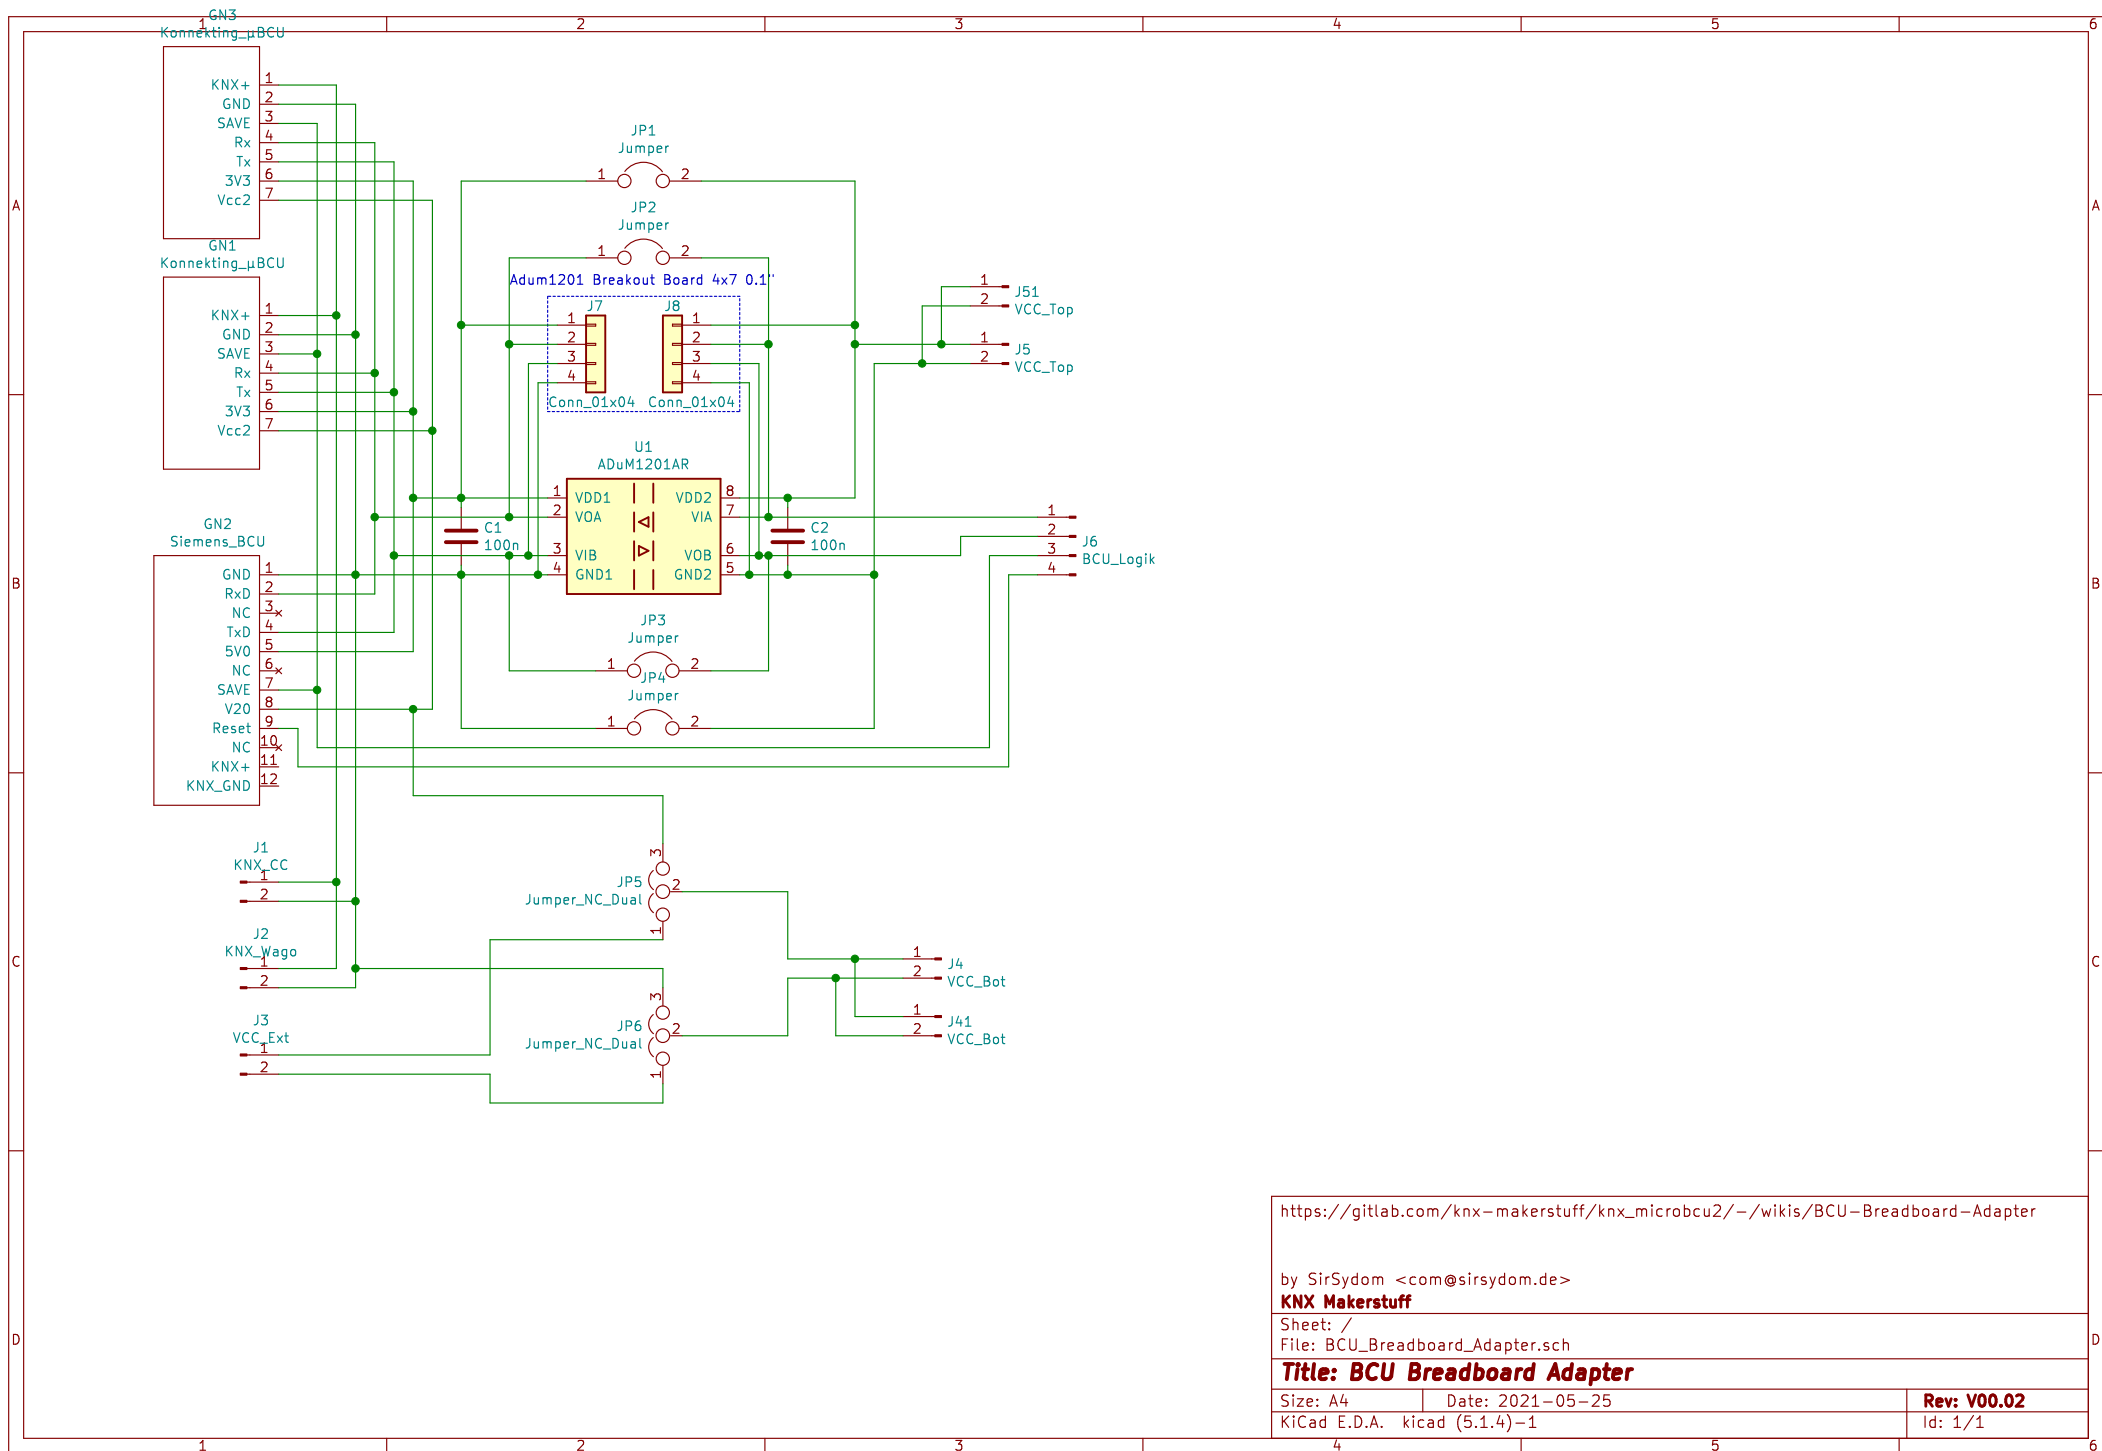 1 2 3 4 5 6
GN3
Konnekting_µBCU
KNX+ 1
GND 2
SAVE 3
Rx 4
Tx 5
3V3 6
Vcc2 7
JP1
Jumper
1 2
JP2
Jumper
1 2
A A
GN1
Konnekting_µBCU
KNX+ 1
GND 2
SAVE 3
Rx 4
Tx 5
3V3 6
Vcc2 7
Adum1201 Breakout Board 4x7 0.1"
J7 J8
1 1
2 2
3 3
4 4
Conn_01x04 Conn_01x04
1 J51
2 VCC_Top
1 J5
2 VCC_Top
U1
ADuM1201AR
1 VDD1 VDD2 8
2 VOA VIA 7
3 VIB VOB 6
4 GND1 GND2 5
C1
100n
C2
100n
1
2
3
4
J6
BCU_Logik
GN2
Siemens_BCU
GND 1
RxD 2
NC 3
TxD 4
5V0 5
NC 6
SAVE 7
V20 8
Reset 9
NC 10
KNX+ 11
KNX_GND 12
B B
JP3
Jumper
1 2
JP4
Jumper
1 2
J1
KNX_CC
1
2
J2
KNX_Wago
1
2
J3
VCC_Ext
1
2
C C
3
JP5
Jumper_NC_Dual
2
1
3
JP6
Jumper_NC_Dual
2
1
1 J4
2 VCC_Bot
1 J41
2 VCC_Bot
https://gitlab.com/knx-makerstuff/knx_microbcu2/-/wikis/BCU-Breadboard-Adapter
by SirSydom <com@sirsydom.de>
KNX Makerstuff
Sheet: /
File: BCU_Breadboard_Adapter.sch
D D
Title: BCU Breadboard Adapter
Size: A4 Date: 2021-05-25 Rev: V00.02
KiCad E.D.A. kicad (5.1.4)-1 Id: 1/1
1 2 3 4 5 6